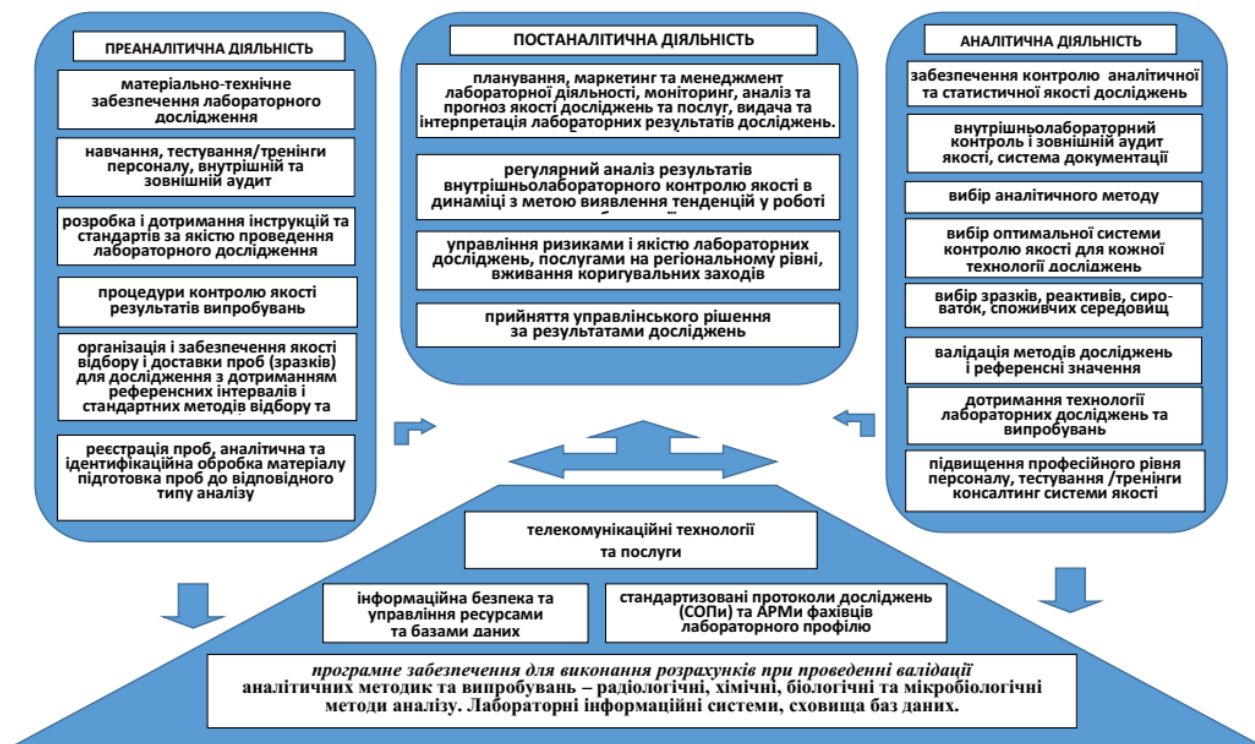 ПРЕАНАЛІТИЧНА ДІЯЛЬНІСТЬ
матеріально-технічне
забезпечення лабораторного
дослідження
навчання, тестування/тренінги
персоналу, внутрішній та
зовнішній аудит
розробка і дотримання інструкцій та
стандартів за якістю проведення
лабораторного дослідження
процедури контролю якості
результатів випробувань
організація і забезпечення якості
відбору і доставки проб (зразків)
для дослідження з дотриманням
референсних інтервалів і
стандартних методів відбору та
реєстрація проб, аналітична та
ідентифікаційна обробка матеріалу
підготовка проб до відповідного
типу аналізу
ПОСТАНАЛІТИЧНА ДІЯЛЬНІСТЬ
планування, маркетинг та менеджмент
лабораторної діяльності, моніторинг, аналіз та
прогноз якості досліджень та послуг, видача та
інтерпретація лабораторних результатів досліджень.
регулярний аналіз результатів
внутрішньолабораторного контролю якості в
динаміці з метою виявлення тенденцій у роботі
управління ризиками і якістю лабораторних
досліджень, послугами на регіональному рівні,
вживання коригувальних заходів
прийняття управлінського рішення
за результатами досліджень
АНАЛІТИЧНА ДІЯЛЬНІСТЬ
забезпечення контролю аналітичної
та статистичної якості досліджень
внутрішньолабораторний
контроль і зовнішній аудит
якості, система документації
вибір аналітичного методу
вибір оптимальної системи
контролю якості для кожної
технології досліджень
вибір зразків, реактивів, сиро-
ваток, споживчих середовищ
валідація методів досліджень
і референсні значення
дотримання технології
лабораторних досліджень та
випробувань
підвищення професійного рівня
персоналу, тестування /тренінги
консалтинг системи якості
телекомунікаційні технології
та послуги
інформаційна безпека та
управління ресурсами
та базами даних
стандартизовані протоколи досліджень
(СОПи) та АРМи фахівців
лабораторного профілю
програмне забезпечення для виконання розрахунків при проведенні валідації
аналітичних методик та випробувань – радіологічні, хімічні, біологічні та мікробіологічні
методи аналізу. Лабораторні інформаційні системи, сховища баз даних.